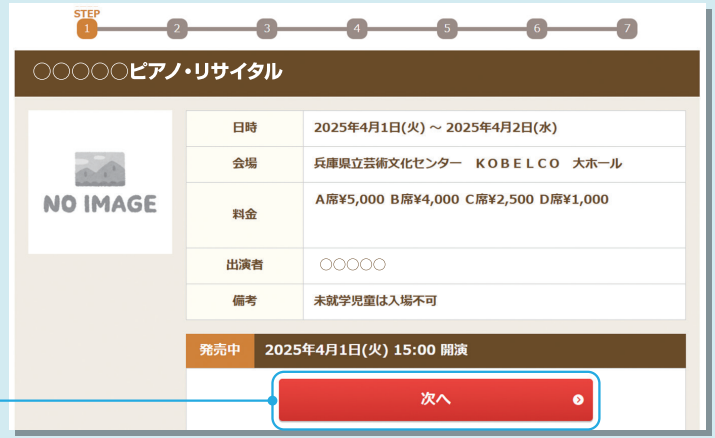 STEP
1 2 3 4 5 6 7
○○○○○ピアノ・リサイタル
NO IMAGE
日時 2025年4月1日(火) ～ 2025年4月2日(水)
会場 兵庫県立芸術文化センター　ＫＯＢＥＬＣＯ　大ホール
料金 A席¥5,000 B席¥4,000 C席¥2,500 D席¥1,000
出演者 ○○○○○
備考 未就学児童は入場不可
発売中 2025年4月1日(火) 15:00 開演
次へ